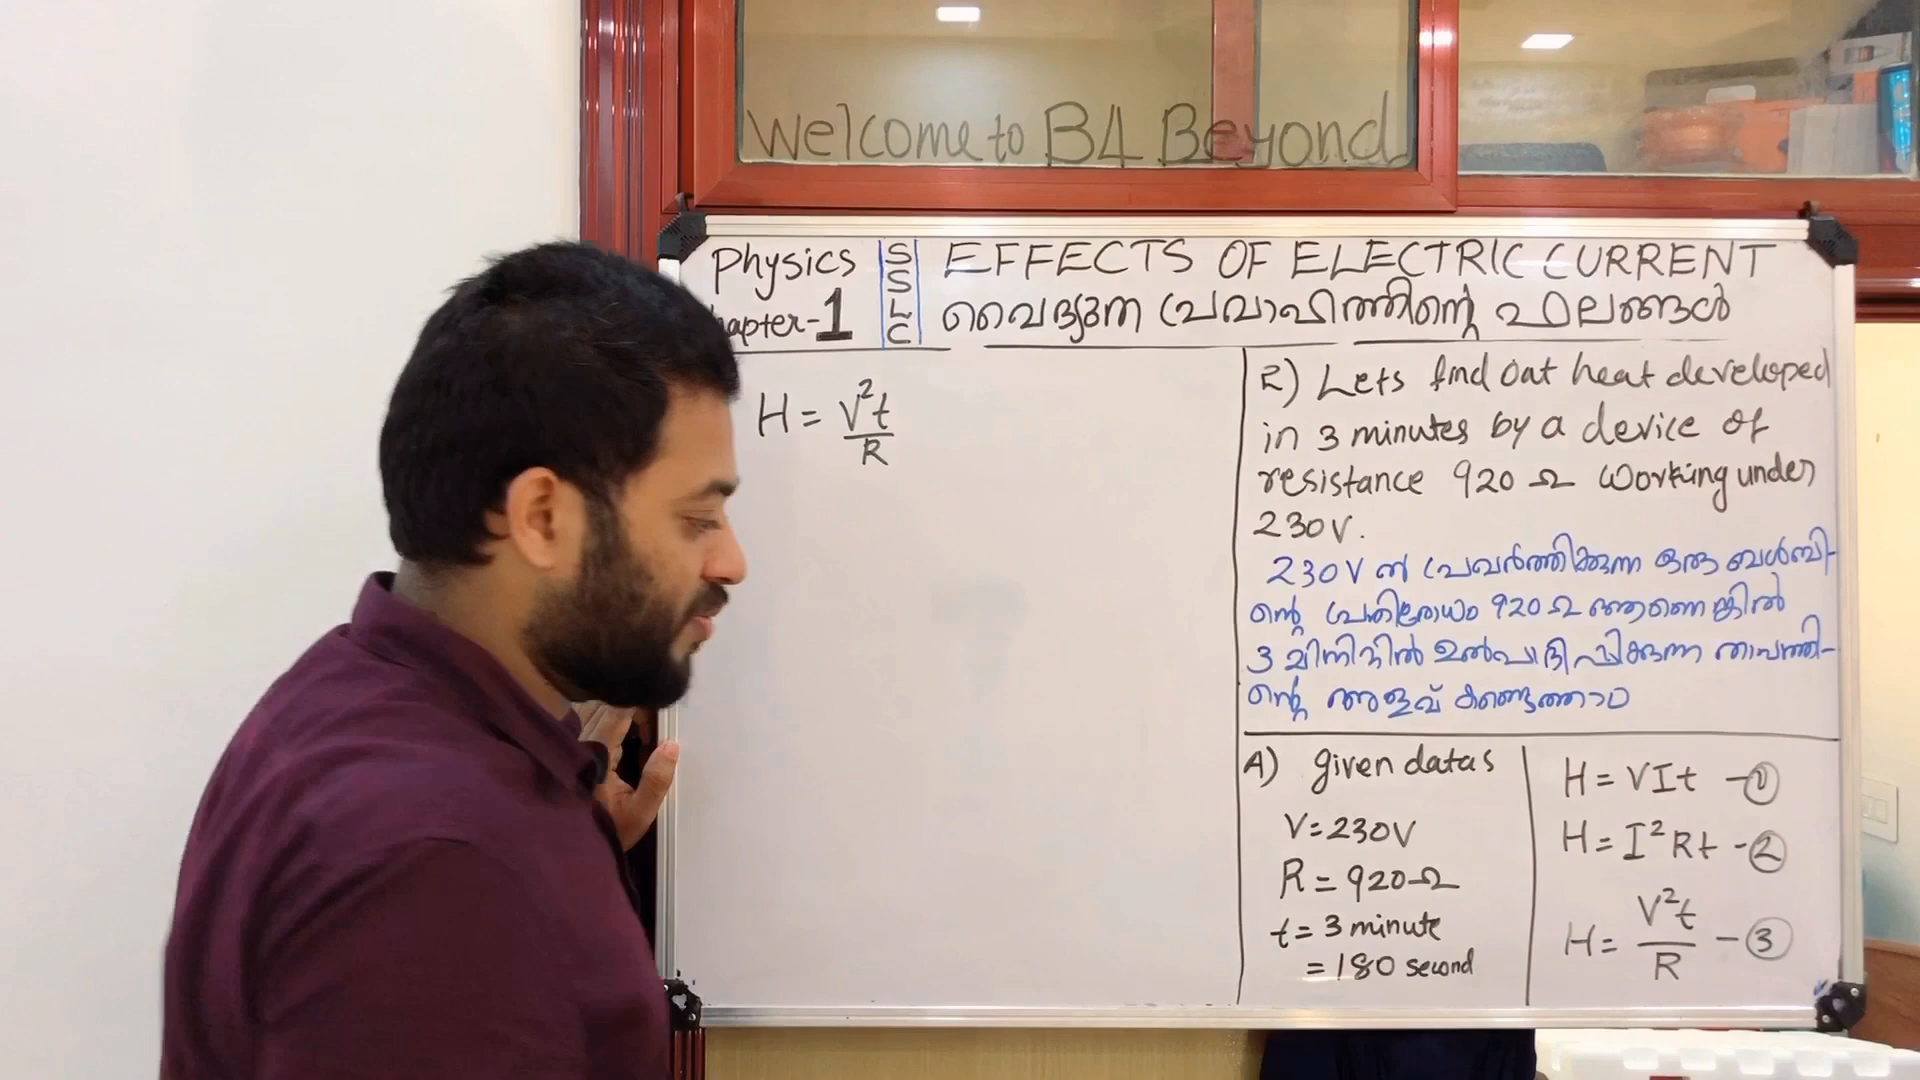 Welcome to B4 Beyond
Physics
hapter-1
SSLC
EFFECTS OF ELECTRIC CURRENT
വൈദ്യുത പ്രവാഹത്തിന്റെ ഫലങ്ങൾ
H = V²t/R
2) Lets find out heat developed
in 3 minutes by a device of
resistance 920 Ω working under
230V.
230V ൽ പ്രവർത്തിക്കുന്ന ഒരു ബൾബി-
ന്റെ പ്രതിരോധം 920 Ω ആണെങ്കിൽ
3 മിനിറ്റിൽ ഉൽപാദിപ്പിക്കുന്ന താപത്തി-
ന്റെ അളവ് കണ്ടെത്താം
A) given datas
V=230V
R = 920Ω
t = 3 minute
= 180 second
H = VIt - ①
H = I²Rt - ②
H = V²t/R - ③